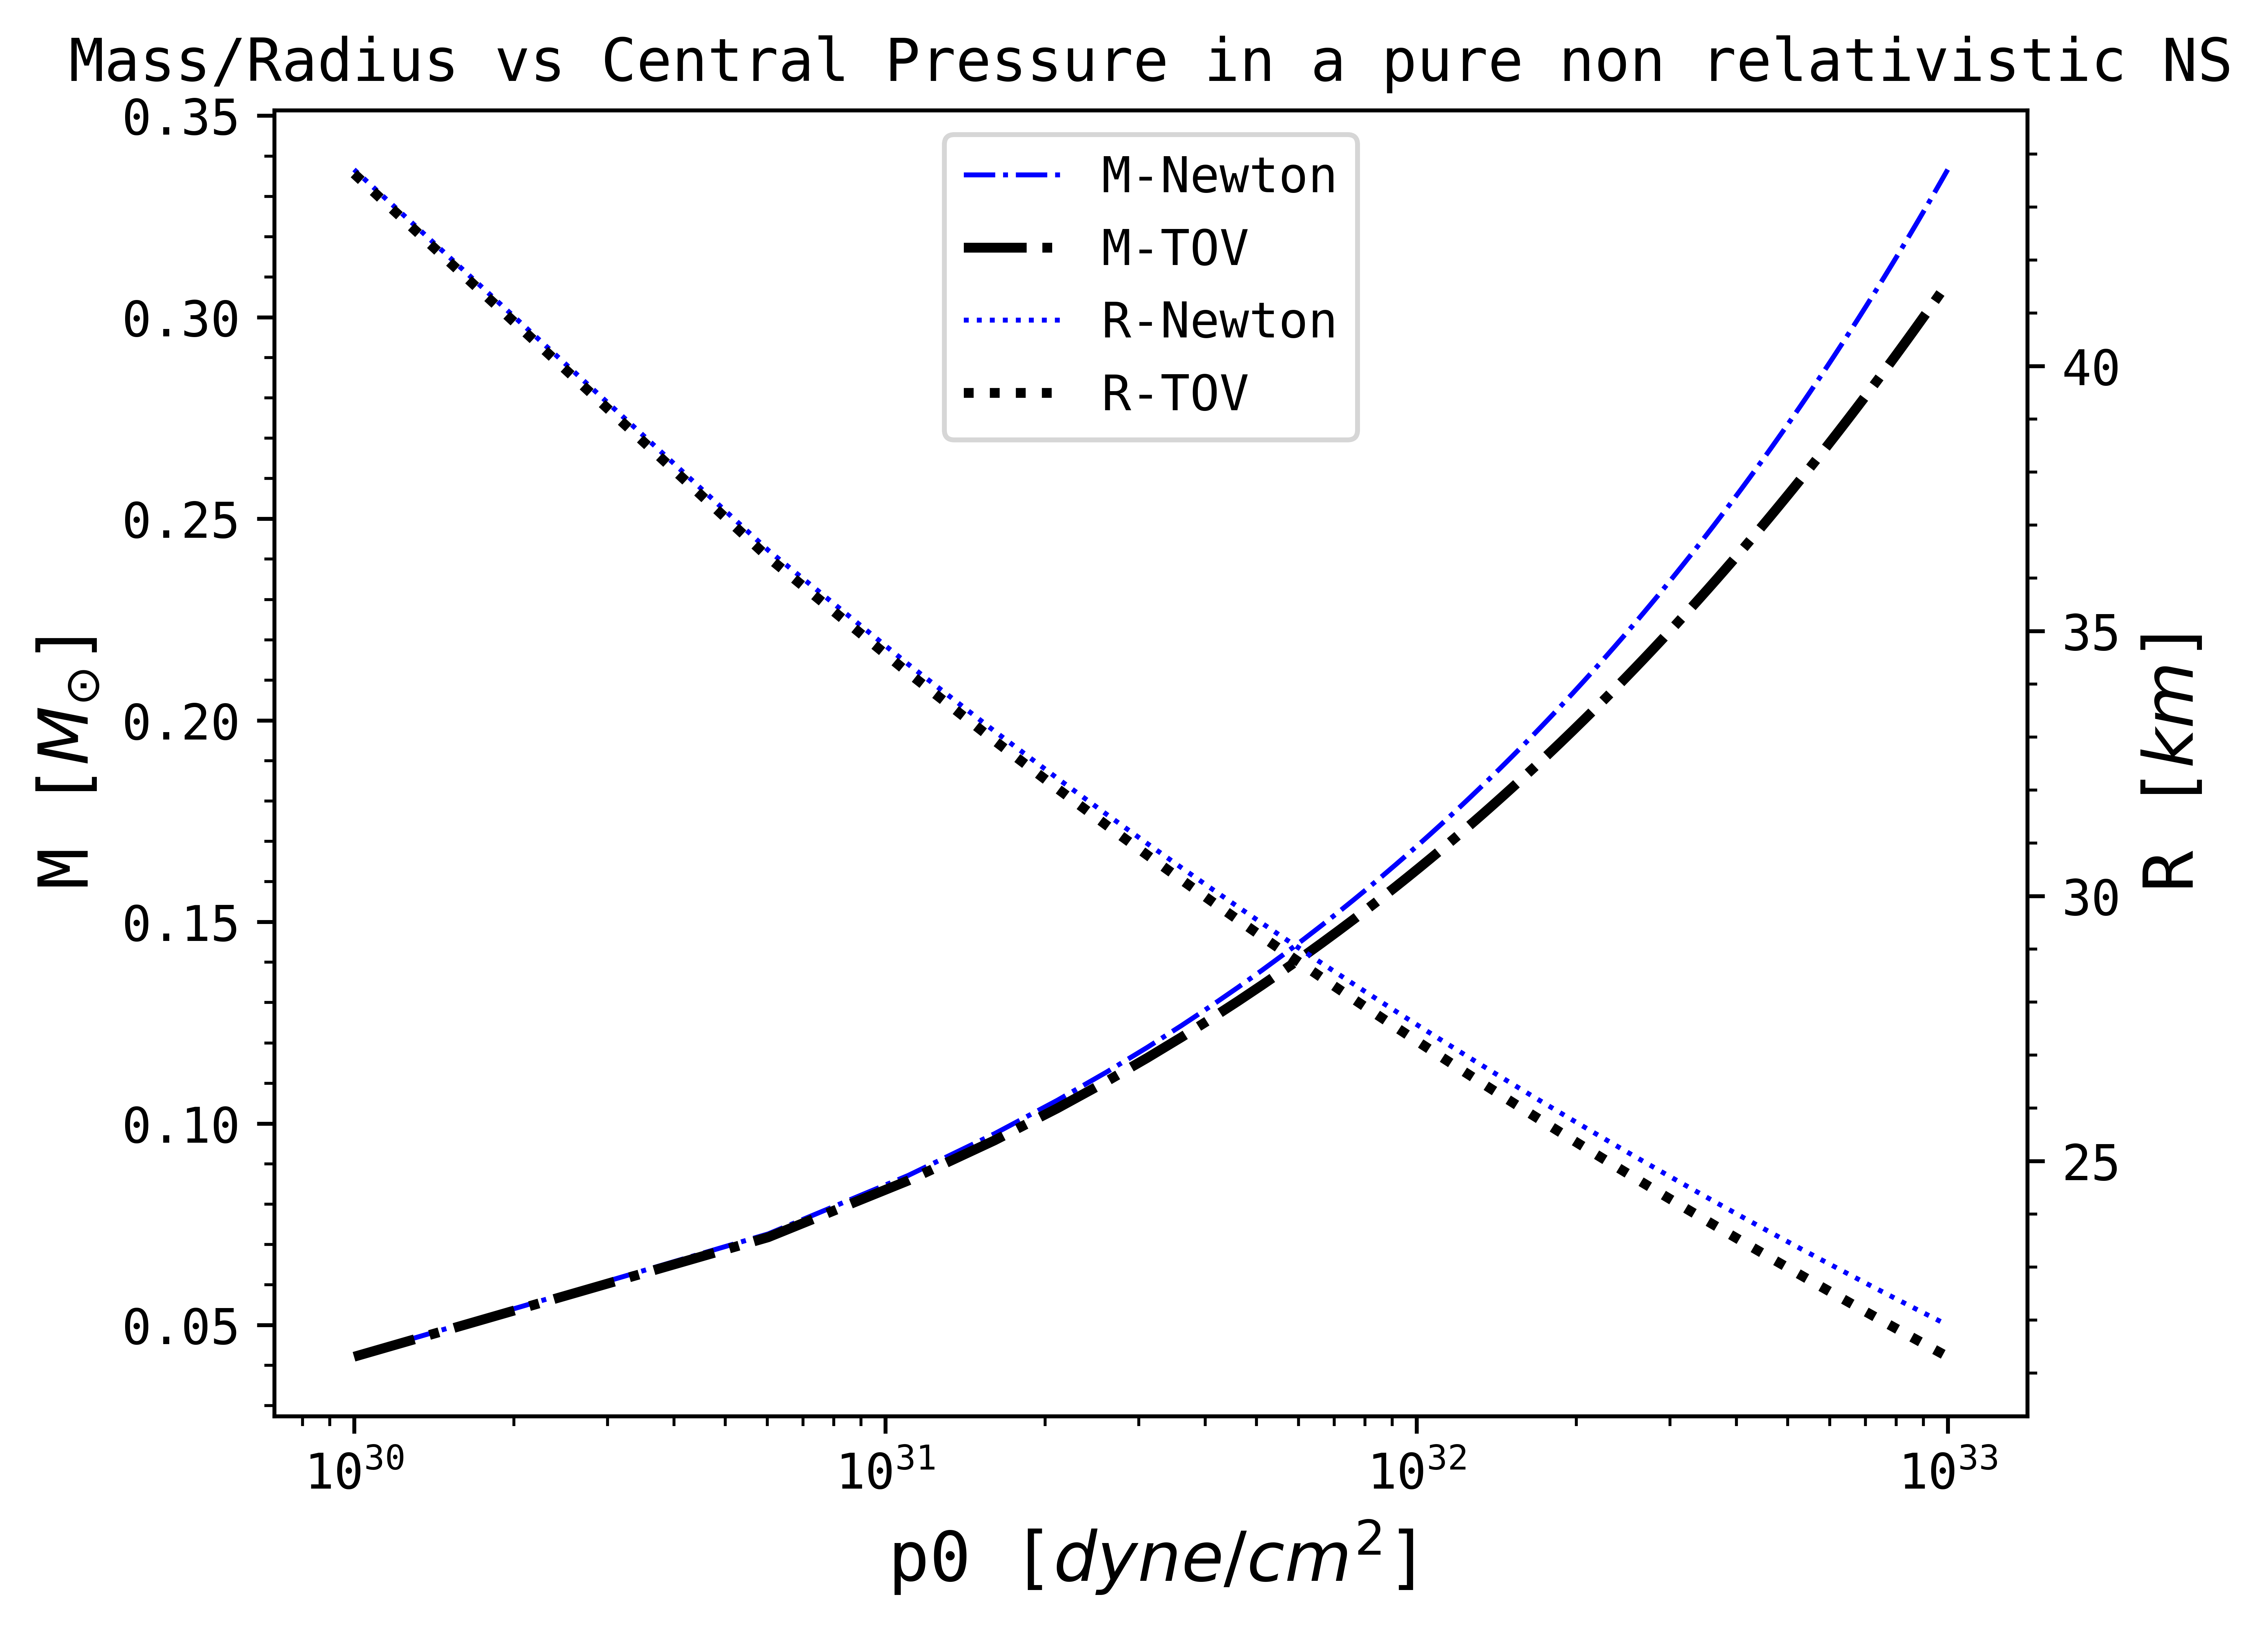 Mass/Radius vs Central Pressure in a pure non relativistic NS
M-Newton
M-TOV
R-Newton
R-TOV
0.35
0.30
0.25
0.20
0.15
0.10
0.05
M [M⊙]
40
35
30
25
R [km]
10³⁰ 10³¹ 10³² 10³³
p0 [dyne/cm²]